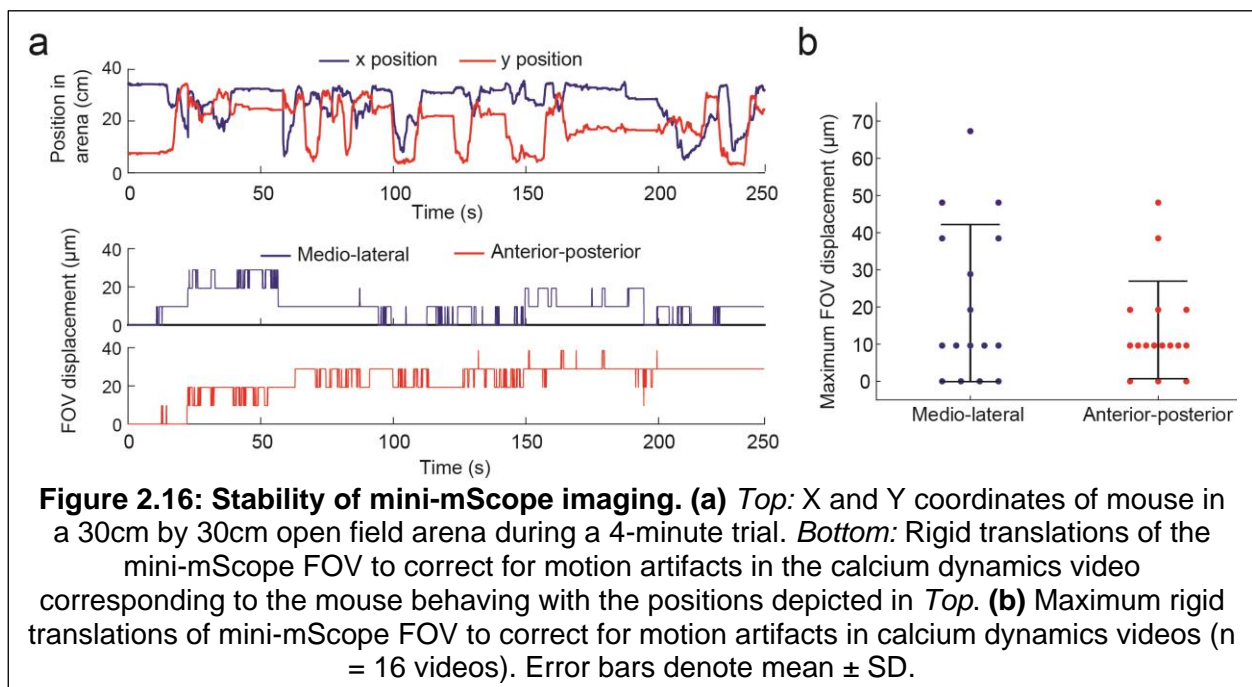 a
x position
y position
Position in
arena (cm)
40
20
0
0
50
100
150
200
250
Time (s)
Medio-lateral
Anterior-posterior
FOV displacement (µm)
40
20
0
40
20
0
0
50
100
150
200
250
Time (s)
b
Maximum FOV displacement (µm)
70
60
50
40
30
20
10
0
Medio-lateral
Anterior-posterior
Figure 2.16: Stability of mini-mScope imaging. (a) Top: X and Y coordinates of mouse in
a 30cm by 30cm open field arena during a 4-minute trial. Bottom: Rigid translations of the
mini-mScope FOV to correct for motion artifacts in the calcium dynamics video
corresponding to the mouse behaving with the positions depicted in Top. (b) Maximum rigid
translations of mini-mScope FOV to correct for motion artifacts in calcium dynamics videos (n
= 16 videos). Error bars denote mean ± SD.